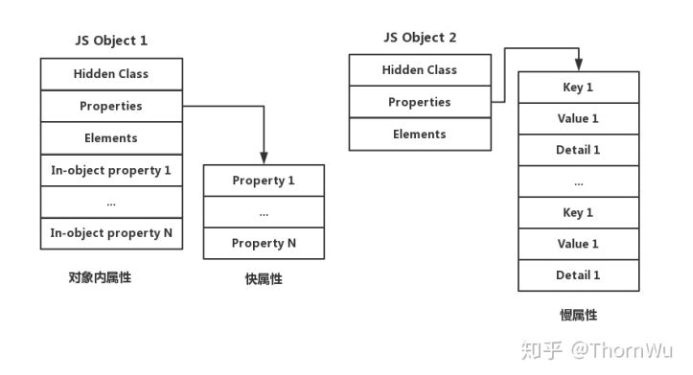 JS Object 1
Hidden Class
Properties
Elements
In-object property 1
...
In-object property N
对象内属性
Property 1
...
Property N
快属性
JS Object 2
Hidden Class
Properties
Elements
Key 1
Value 1
Detail 1
...
Key 1
Value 1
Detail 1
慢属性
知乎 @ThornWu